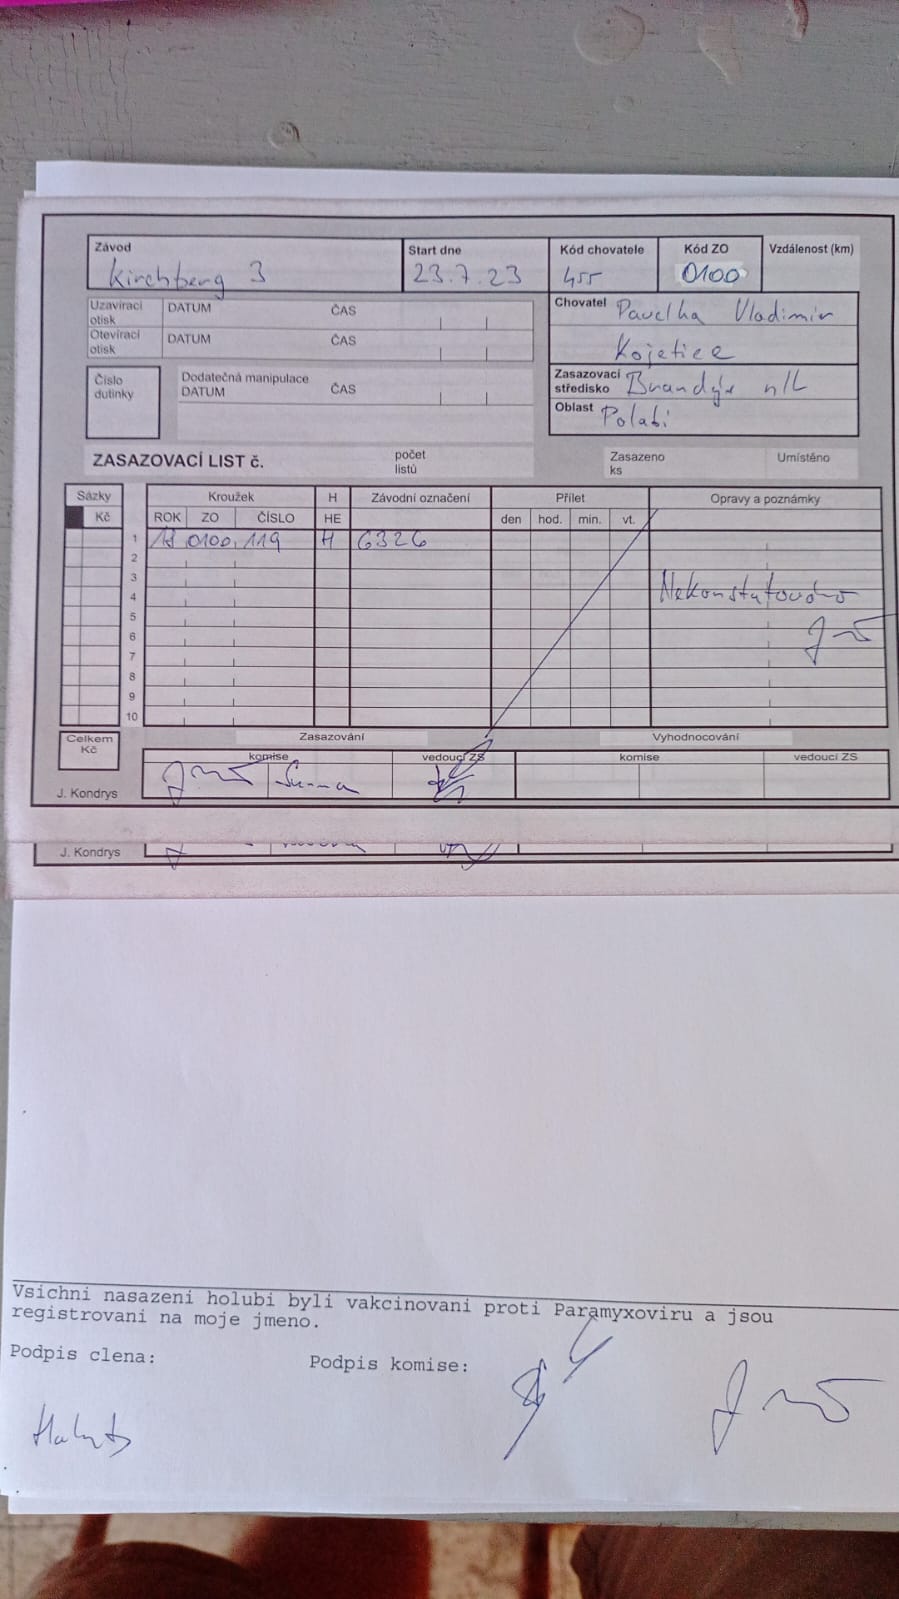 Závod Start dne Kód chovatele Kód ZO Vzdálenost (km)
Kirchberg 3 23.7.23 455 0100
Uzavírací otisk DATUM ČAS
Otevírací otisk DATUM ČAS
Chovatel Pavelka Vladimír
Kojetice
Číslo dutinky
Dodatečná manipulace
DATUM ČAS
Zasazovací středisko Brandýs n/L
Oblast Polabí
ZASAZOVACÍ LIST č. počet listů Zasazeno ks Umístěno
Sázky Kroužek H Závodní označení Přílet Opravy a poznámky
Kč ROK ZO ČÍSLO HE den hod. min. vt.
1 18 0100 119 H 6326
2
3
4 Nekonstatováno
5
6
7
8
9
10
Celkem Kč Zasazování Vyhodnocování
komise vedoucí ZS komise vedoucí ZS
J. Kondrys
J. Kondrys
Vsichni nasazeni holubi byli vakcinovani proti Paramyxoviru a jsou
registrovani na moje jmeno.
Podpis clena: Podpis komise: